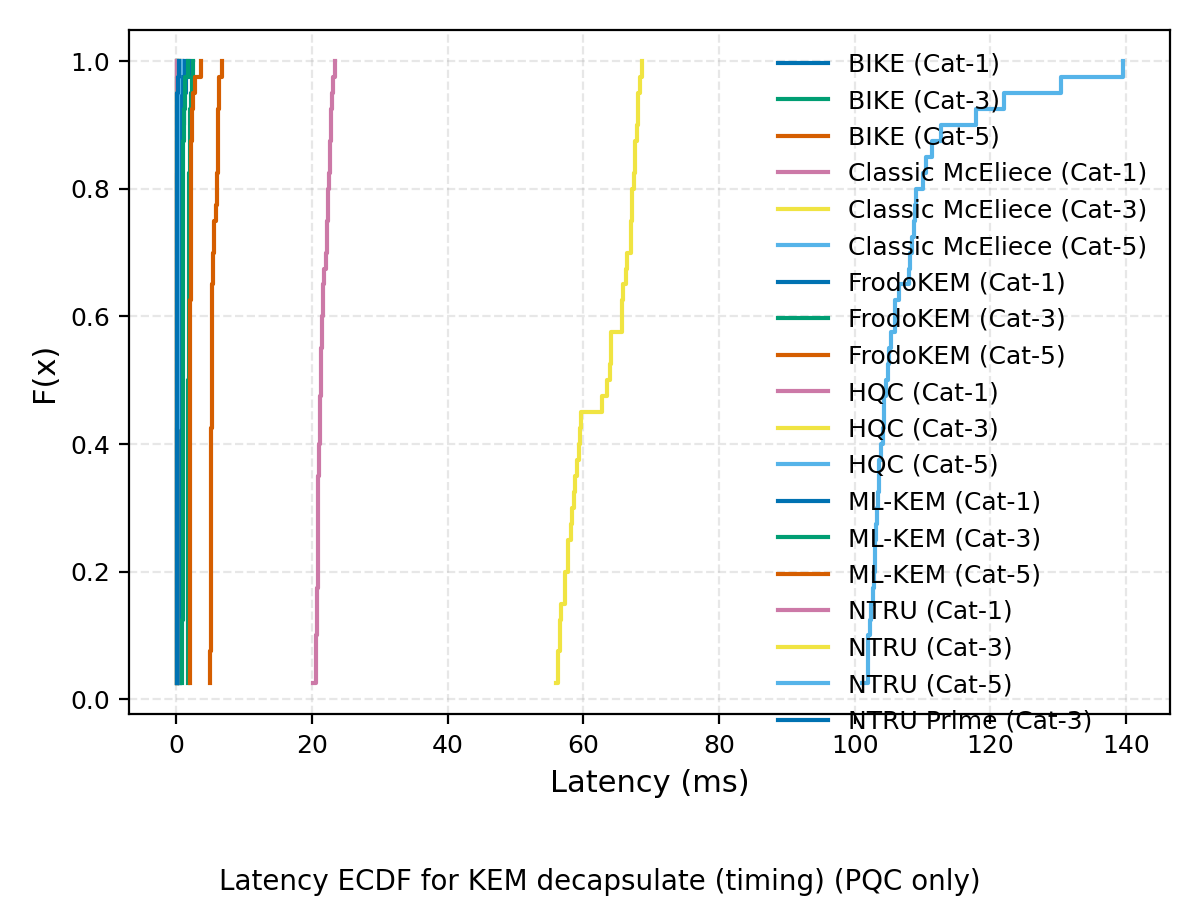 1.0
0.8
0.6
0.4
0.2
0.0
F(x)
BIKE (Cat-1)
BIKE (Cat-3)
BIKE (Cat-5)
Classic McEliece (Cat-1)
Classic McEliece (Cat-3)
Classic McEliece (Cat-5)
FrodoKEM (Cat-1)
FrodoKEM (Cat-3)
FrodoKEM (Cat-5)
HQC (Cat-1)
HQC (Cat-3)
HQC (Cat-5)
ML-KEM (Cat-1)
ML-KEM (Cat-3)
ML-KEM (Cat-5)
NTRU (Cat-1)
NTRU (Cat-3)
NTRU (Cat-5)
NTRU Prime (Cat-3)
0 20 40 60 80 100 120 140
Latency (ms)
Latency ECDF for KEM decapsulate (timing) (PQC only)